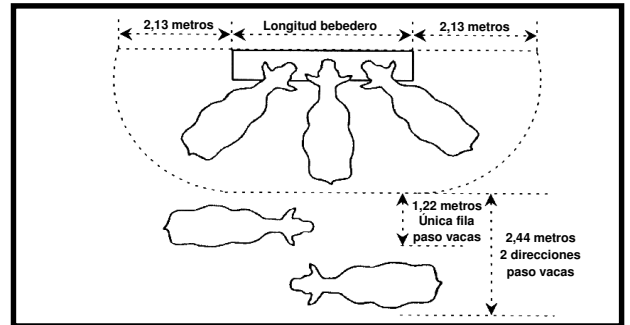 2,13 metros
Longitud bebedero
2,13 metros
1,22 metros
Única fila
paso vacas
2,44 metros
2 direcciones
paso vacas